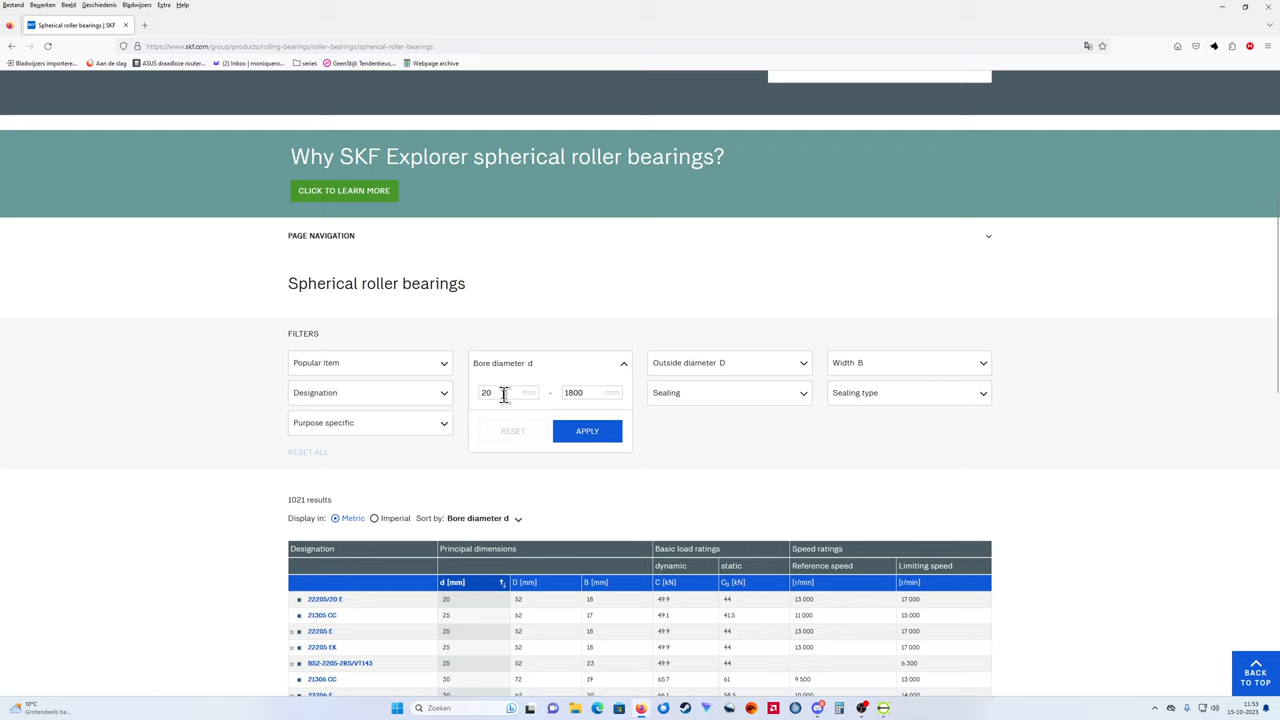 Bestand Bewerken Beeld Geschiedenis Bladwijzers Extra Help
Spherical roller bearings | SKF
https://www.skf.com/group/products/rolling-bearings/roller-bearings/spherical-roller-bearings
Bladwijzers importere... Aan de slag ASUS draadloze router... (2) Inbox | moniquero... series GeenStijl: Tendentieus,... Webpage archive
Why SKF Explorer spherical roller bearings?
CLICK TO LEARN MORE
PAGE NAVIGATION
Spherical roller bearings
FILTERS
Popular item Bore diameter d Outside diameter D Width B
Designation 20 mm - 1800 mm Sealing Sealing type
Purpose specific RESET APPLY
RESET ALL
1021 results
Display in: Metric Imperial Sort by: Bore diameter d
Designation Principal dimensions Basic load ratings Speed ratings
dynamic static Reference speed Limiting speed
d [mm] D [mm] B [mm] C [kN] C0 [kN] [r/min] [r/min]
22205/20 E 20 52 18 49.9 44 13 000 17 000
21305 CC 25 62 17 49.1 41.5 11 000 15 000
22205 E 25 52 18 49.9 44 13 000 17 000
22205 EK 25 52 18 49.9 44 13 000 17 000
BS2-2205-2RS/VT143 25 52 23 49.9 44 6 300
21306 CC 30 72 19 65.7 61 9 500 13 000
BACK TO TOP
10°C
Grotendeels be...
Zoeken
11:53
15-10-2023